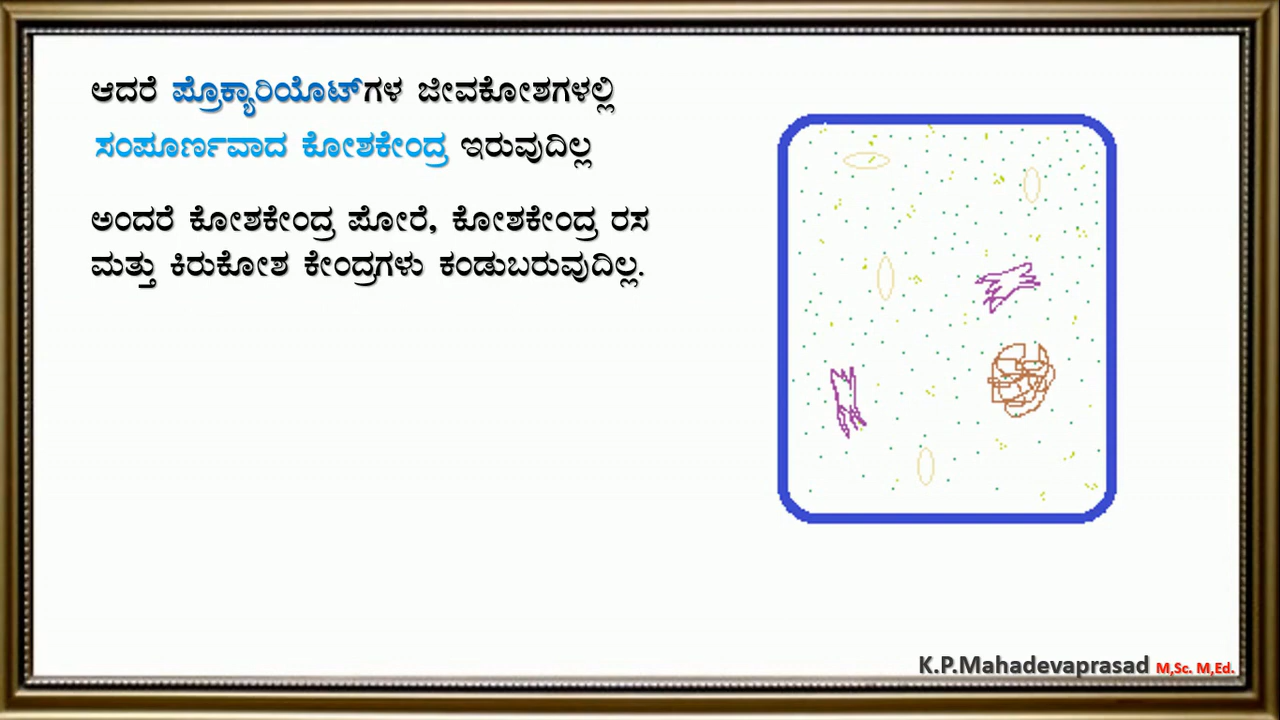 ಆದರೆ ಪ್ರೊಕ್ಯಾರಿಯೊಟ್‌ಗಳ ಜೀವಕೋಶಗಳಲ್ಲಿ
ಸಂಪೂರ್ಣವಾದ ಕೋಶಕೇಂದ್ರ ಇರುವುದಿಲ್ಲ
ಅಂದರೆ ಕೋಶಕೇಂದ್ರ ಪೋರೆ, ಕೋಶಕೇಂದ್ರ ರಸ
ಮತ್ತು ಕಿರುಕೋಶ ಕೇಂದ್ರಗಳು ಕಂಡುಬರುವುದಿಲ್ಲ.
K.P.Mahadevaprasad M,Sc. M,Ed.